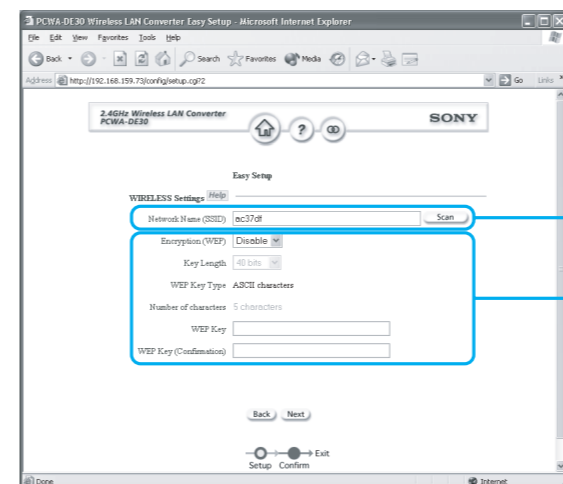 PCWA-DE30 Wireless LAN Converter Easy Setup - Microsoft Internet Explorer
File Edit View Favorites Tools Help
Back Search Favorites Media
Address http://192.168.159.73/config/setup.cgi?2 Go Links »
2.4GHz Wireless LAN Converter
PCWA-DE30
SONY
Easy Setup
WIRELESS Settings Help
Network Name (SSID) ac37df Scan
Encryption (WEP) Disable
Key Length 40 bits
WEP Key Type ASCII characters
Number of characters 5 characters
WEP Key
WEP Key (Confirmation)
Back Next
Exit
Setup Confirm
Done Internet